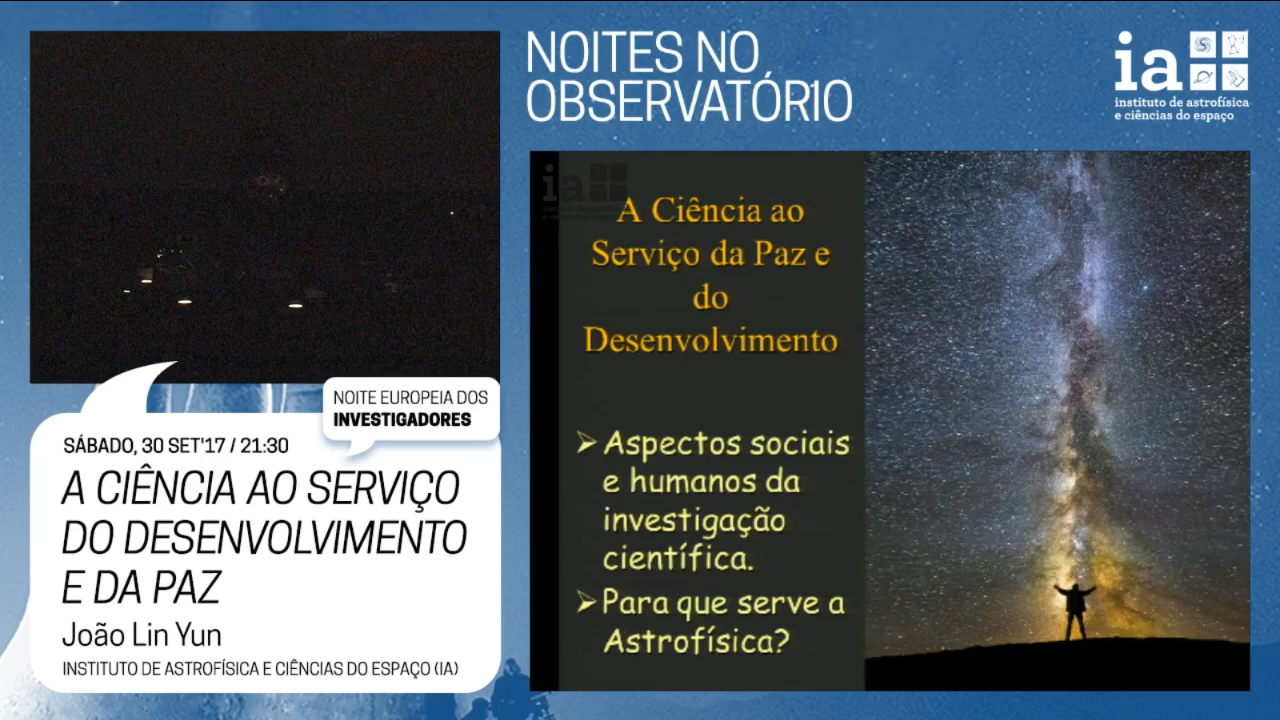 NOITES NO
OBSERVATÓRIO
ia
instituto de astrofísica
e ciências do espaço
ia
A Ciência ao
Serviço da Paz e
do
Desenvolvimento
➢Aspectos sociais
e humanos da
investigação
científica.
➢Para que serve a
Astrofísica?
NOITE EUROPEIA DOS
INVESTIGADORES
SÁBADO, 30 SET'17 / 21:30
A CIÊNCIA AO SERVIÇO
DO DESENVOLVIMENTO
E DA PAZ
João Lin Yun
INSTITUTO DE ASTROFÍSICA E CIÊNCIAS DO ESPAÇO (IA)